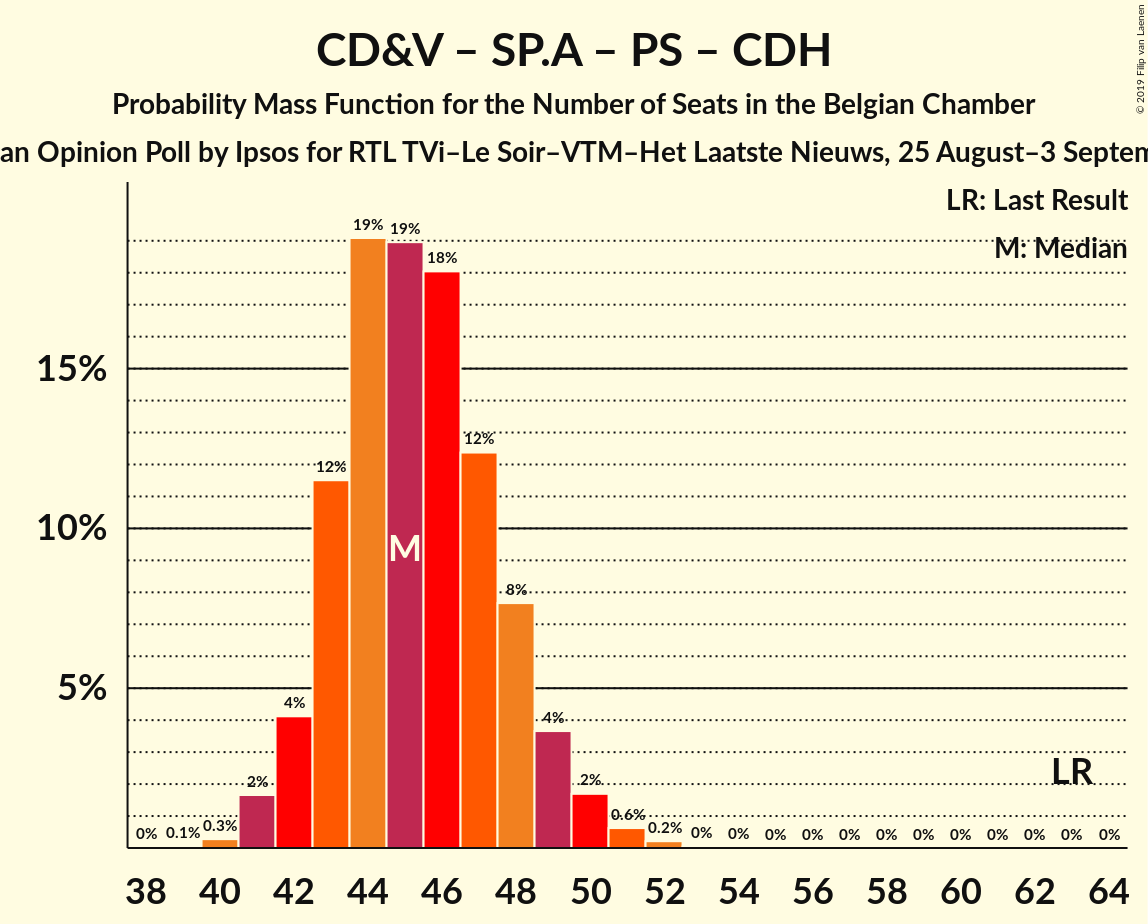 CD&V – SP.A – PS – CDH
Probability Mass Function for the Number of Seats in the Belgian Chamber
an Opinion Poll by Ipsos for RTL TVi–Le Soir–VTM–Het Laatste Nieuws, 25 August–3 Septem
© 2019 Filip van Laenen
LR: Last Result
M: Median
15%
10%
5%
0% 0.1% 0.3% 2% 4% 12% 19% 19% 18% 12% 8% 4% 2% 0.6% 0.2% 0% 0% 0% 0% 0% 0% 0% 0% 0% 0% 0% 0%
M
LR
38 40 42 44 46 48 50 52 54 56 58 60 62 64